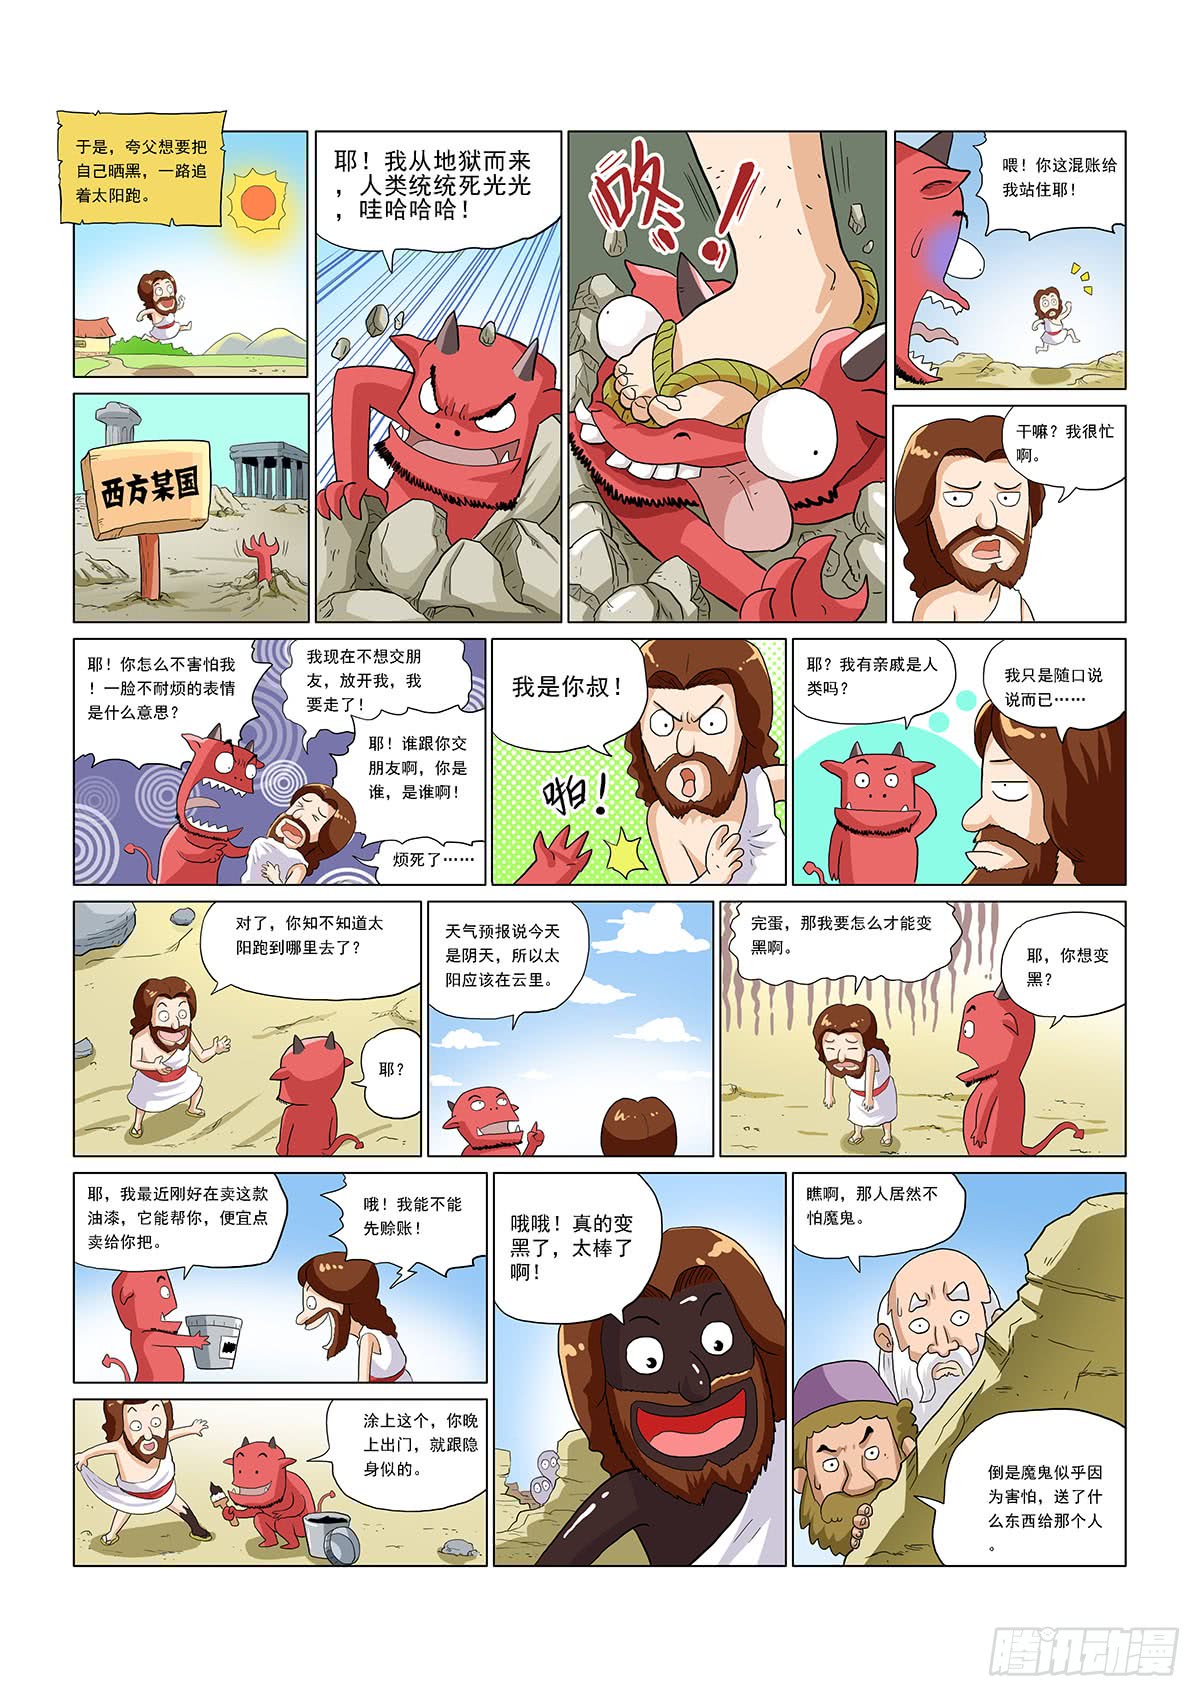 于是，夸父想要把
自己晒黑，一路追
着太阳跑。
西方某国
耶！我从地狱而来
，人类统统死光光
，哇哈哈哈！
咚！
喂！你这混账给
我站住耶！
干嘛？我很忙
啊。
耶！你怎么不害怕我
！一脸不耐烦的表情
是什么意思？
我现在不想交朋
友，放开我，我
要走了！
耶！谁跟你交
朋友啊，你是
谁，是谁啊！
烦死了……
我是你叔！
啪！
耶？我有亲戚是人
类吗？
我只是随口说
说而已……
对了，你知不知道太
阳跑到哪里去了？
耶？
天气预报说今天
是阴天，所以太
阳应该在云里。
完蛋，那我要怎么才能变
黑啊。
耶，你想变
黑？
耶，我最近刚好在卖这款
油漆，它能帮你，便宜点
卖给你把。
哦！我能不能
先赊账！
涂上这个，你晚
上出门，就跟隐
身似的。
哦哦！真的变
黑了，太棒了
啊！
瞧啊，那人居然不
怕魔鬼。
倒是魔鬼似乎因
为害怕，送了什
么东西给那个人
。
腾讯动漫